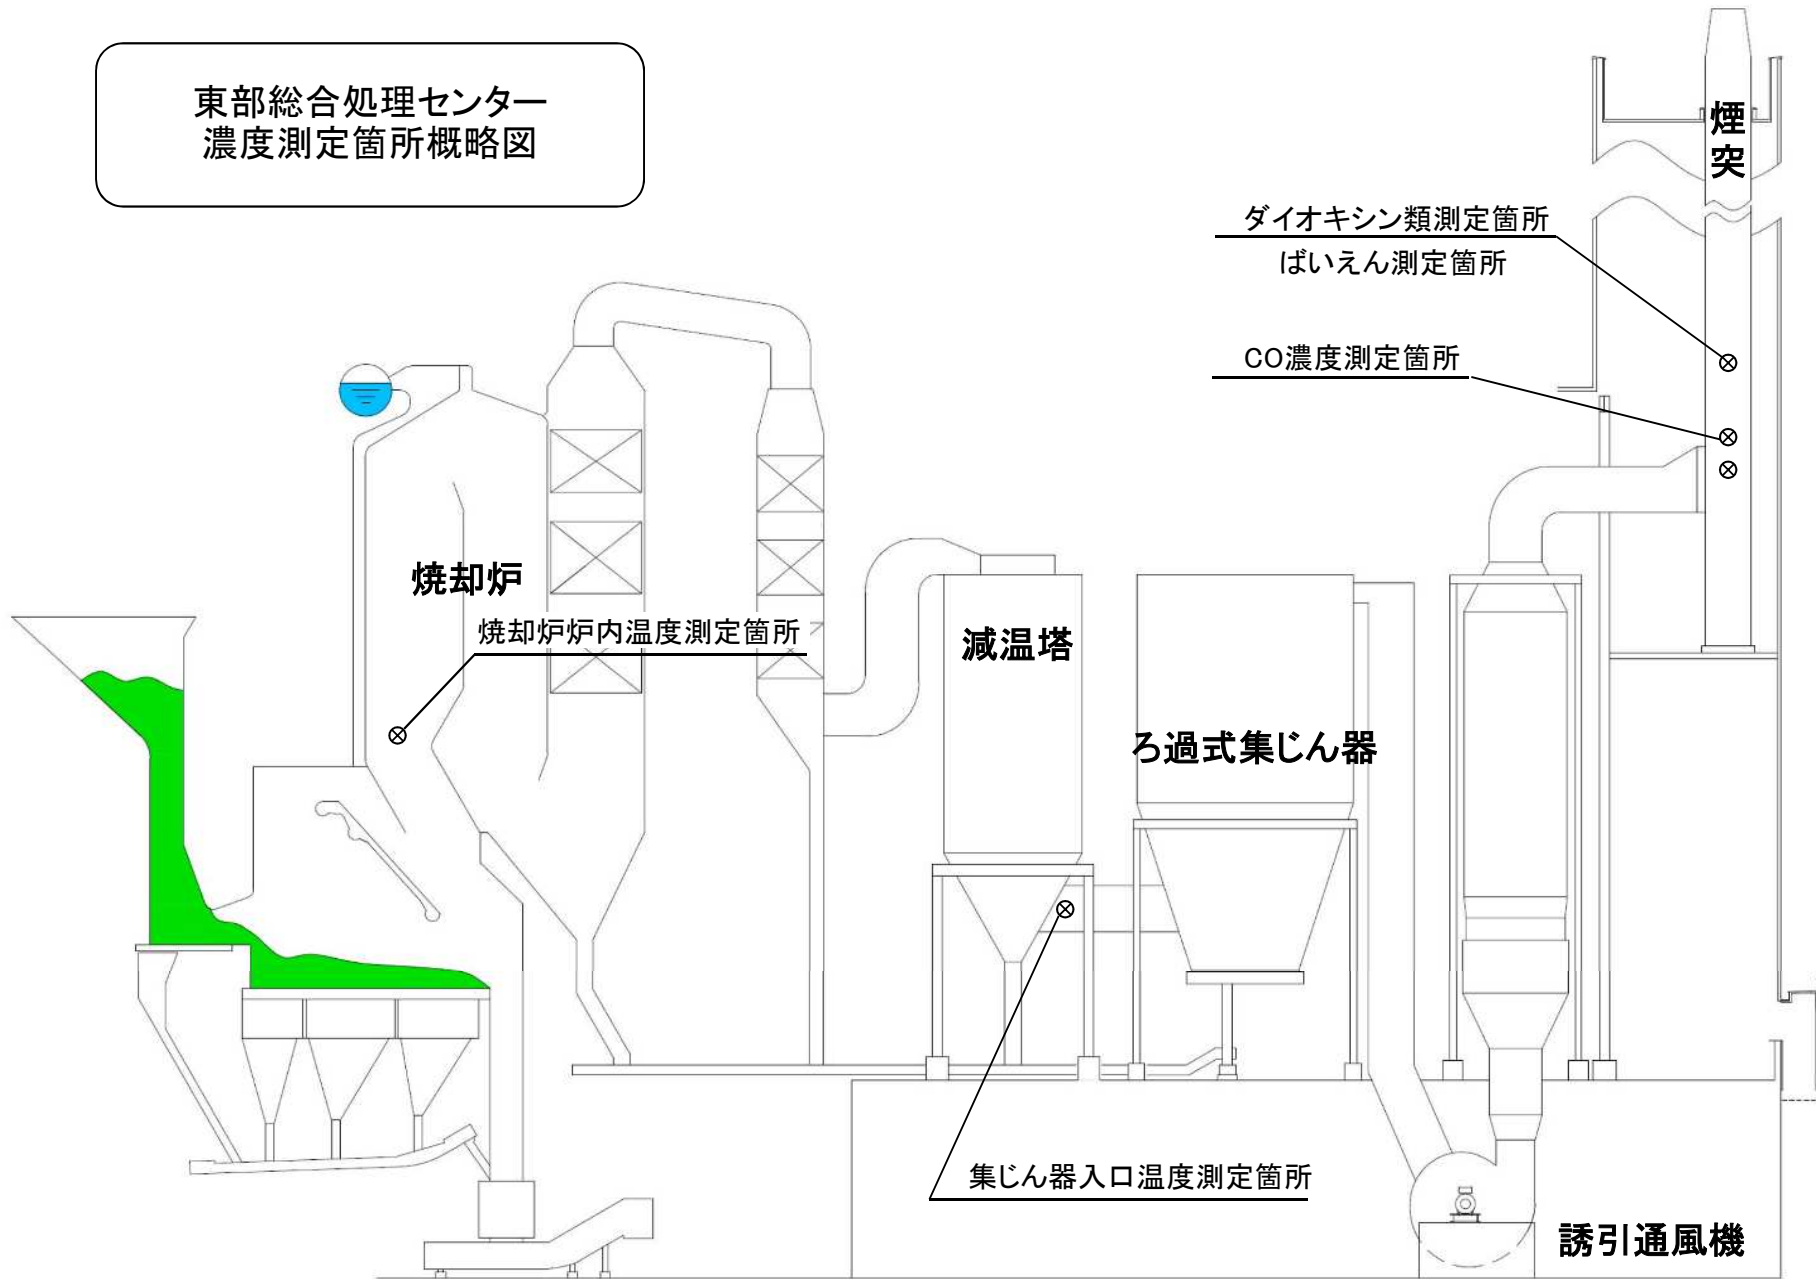 東部総合処理センター
濃度測定箇所概略図
煙突
ダイオキシン類測定箇所
ばいえん測定箇所
CO濃度測定箇所
焼却炉
焼却炉炉内温度測定箇所
減温塔
ろ過式集じん器
集じん器入口温度測定箇所
誘引通風機